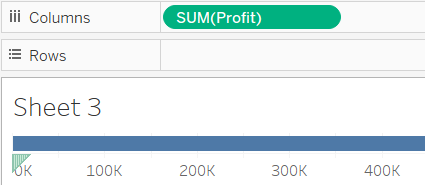 Columns
SUM(Profit)
Rows
Sheet 3
0K 100K 200K 300K 400K